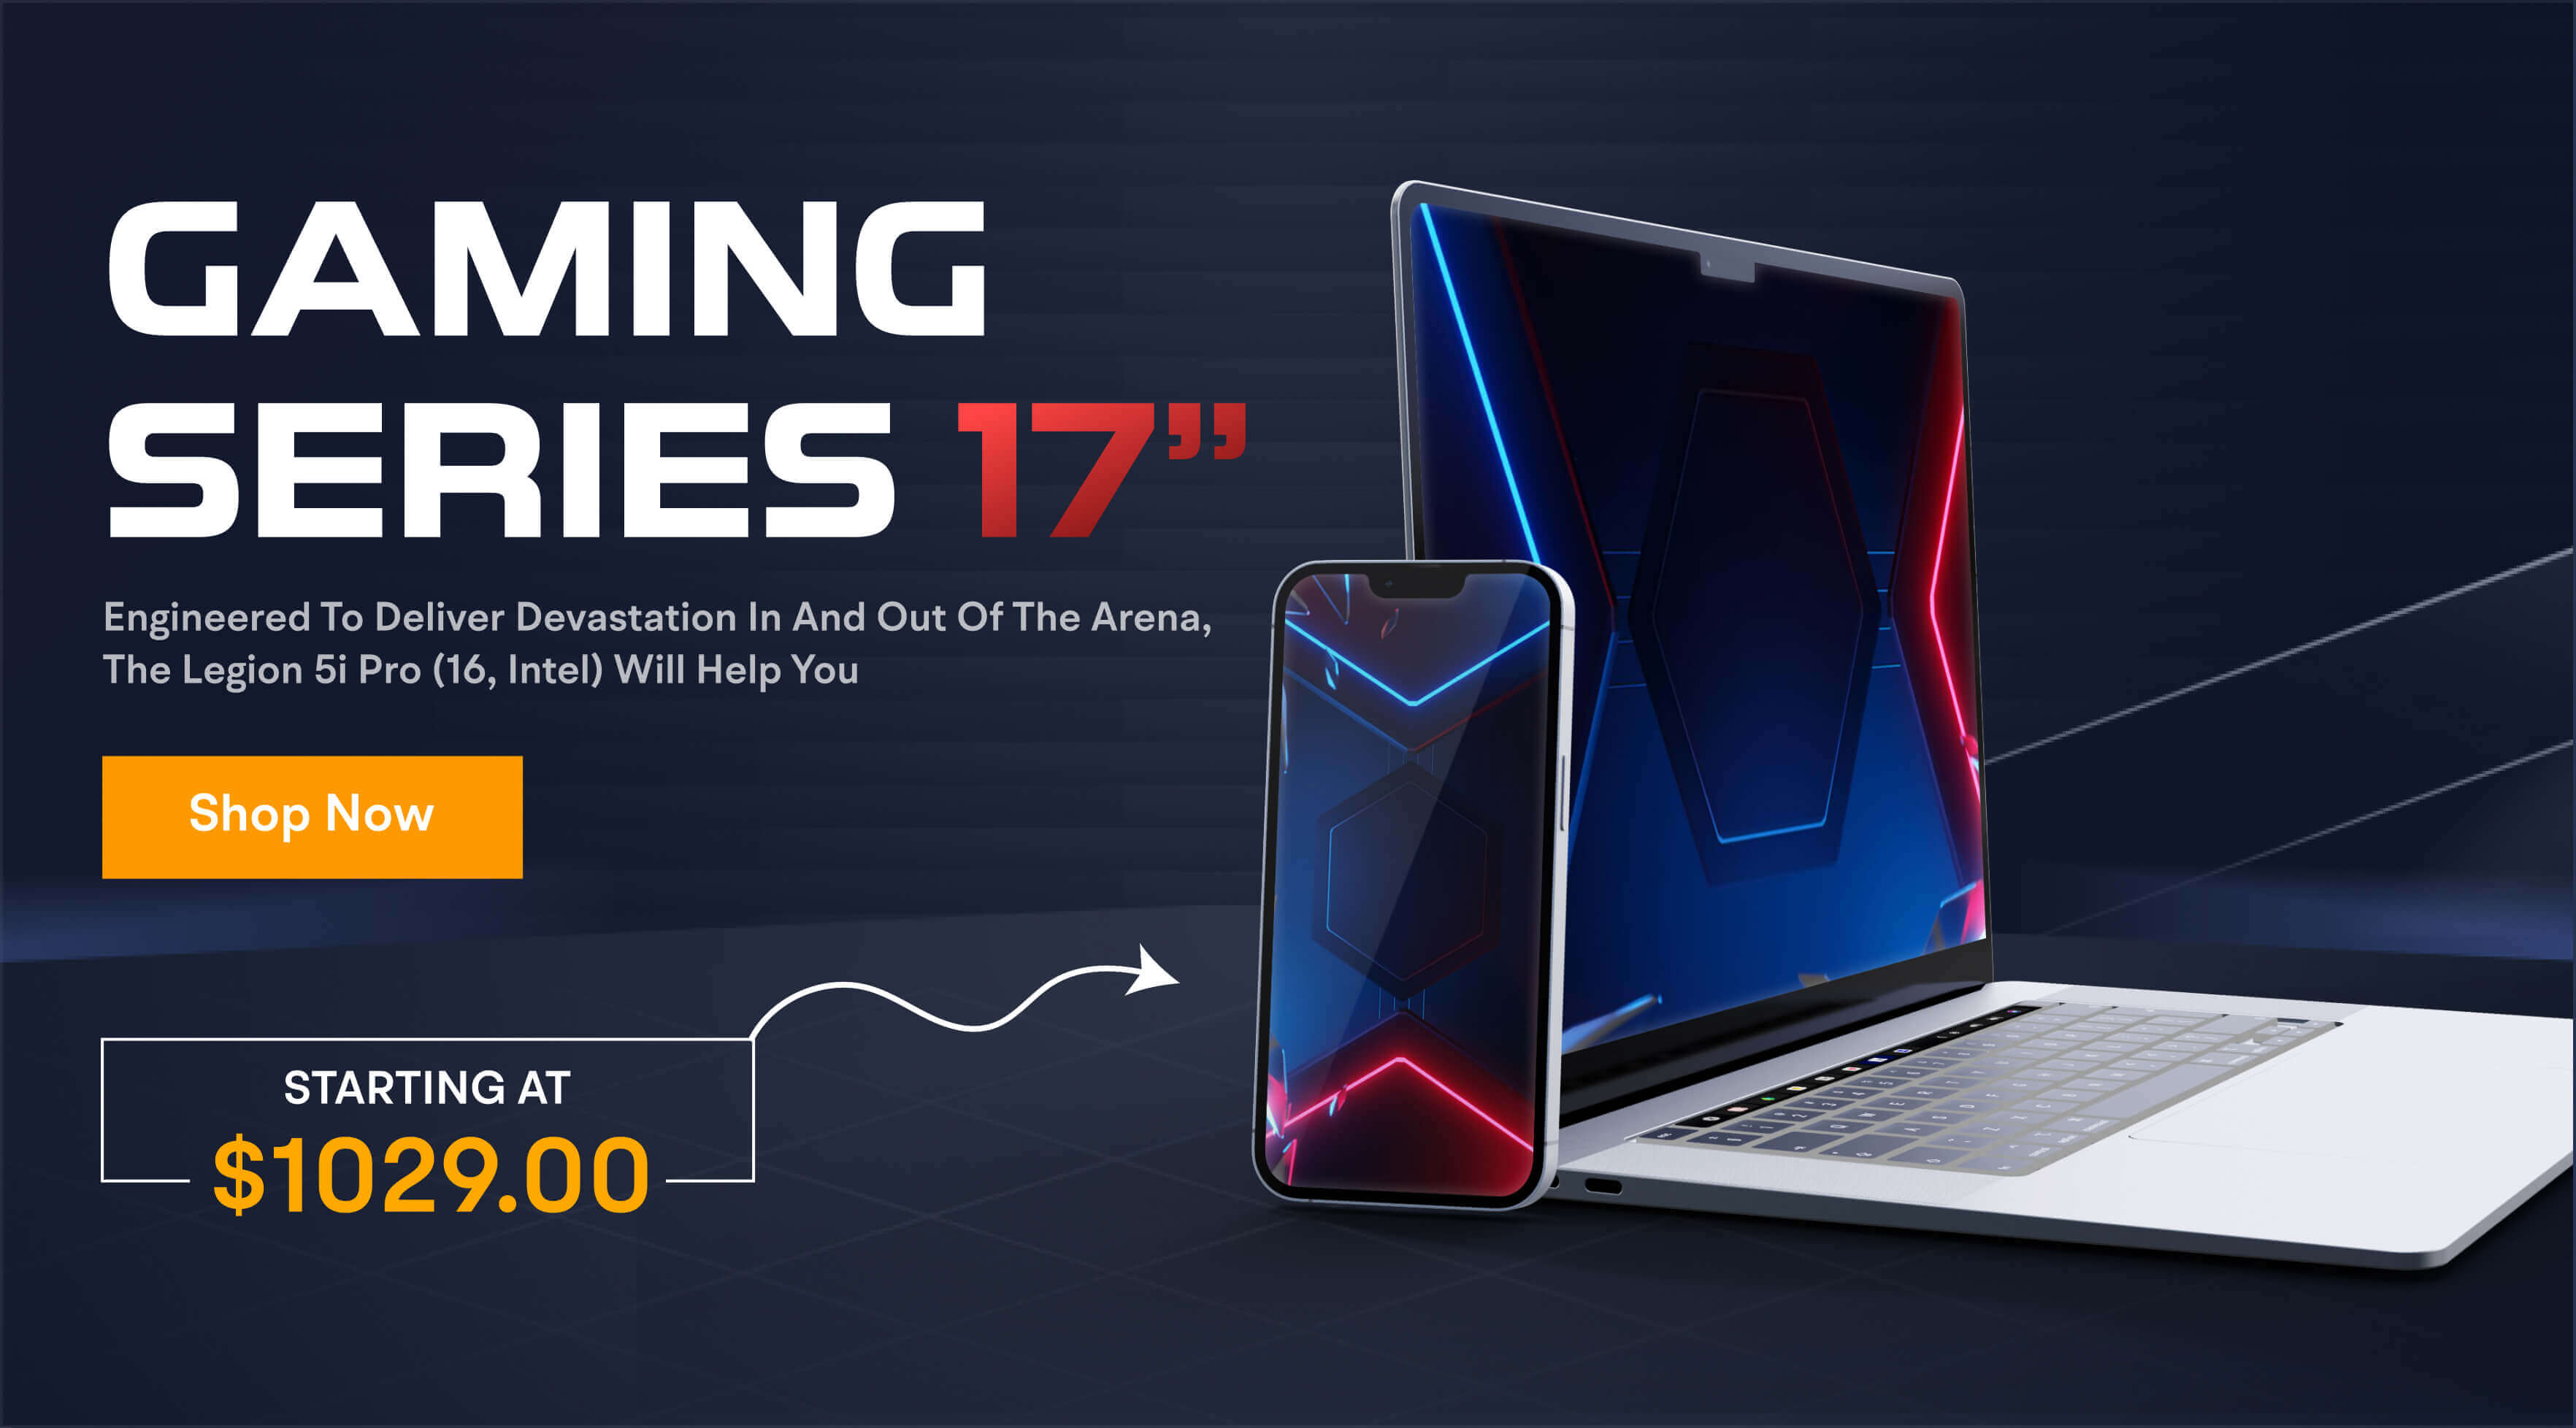 GAMING
SERIES 17”
Engineered To Deliver Devastation In And Out Of The Arena,
The Legion 5i Pro (16, Intel) Will Help You
Shop Now
STARTING AT
$1029.00